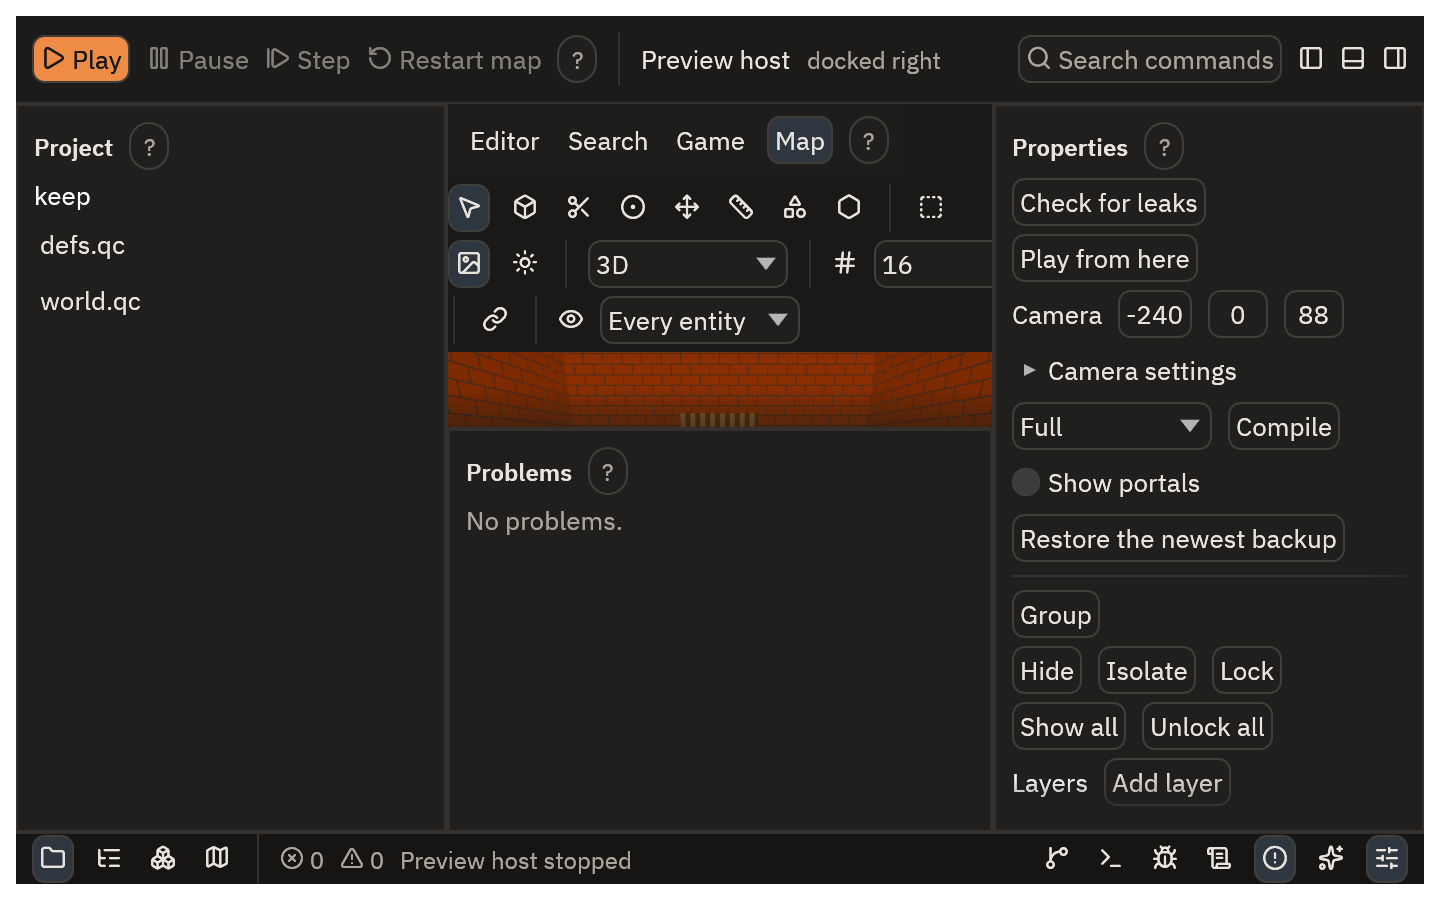 Play Pause Step Restart map ? Preview host docked right Search commands
Project ?
keep
defs.qc
world.qc
Editor Search Game Map ?
3D # 16
Every entity
Problems ?
No problems.
Properties ?
Check for leaks
Play from here
Camera -240 0 88
Camera settings
Full Compile
Show portals
Restore the newest backup
Group
Hide Isolate Lock
Show all Unlock all
Layers Add layer
0 0 Preview host stopped